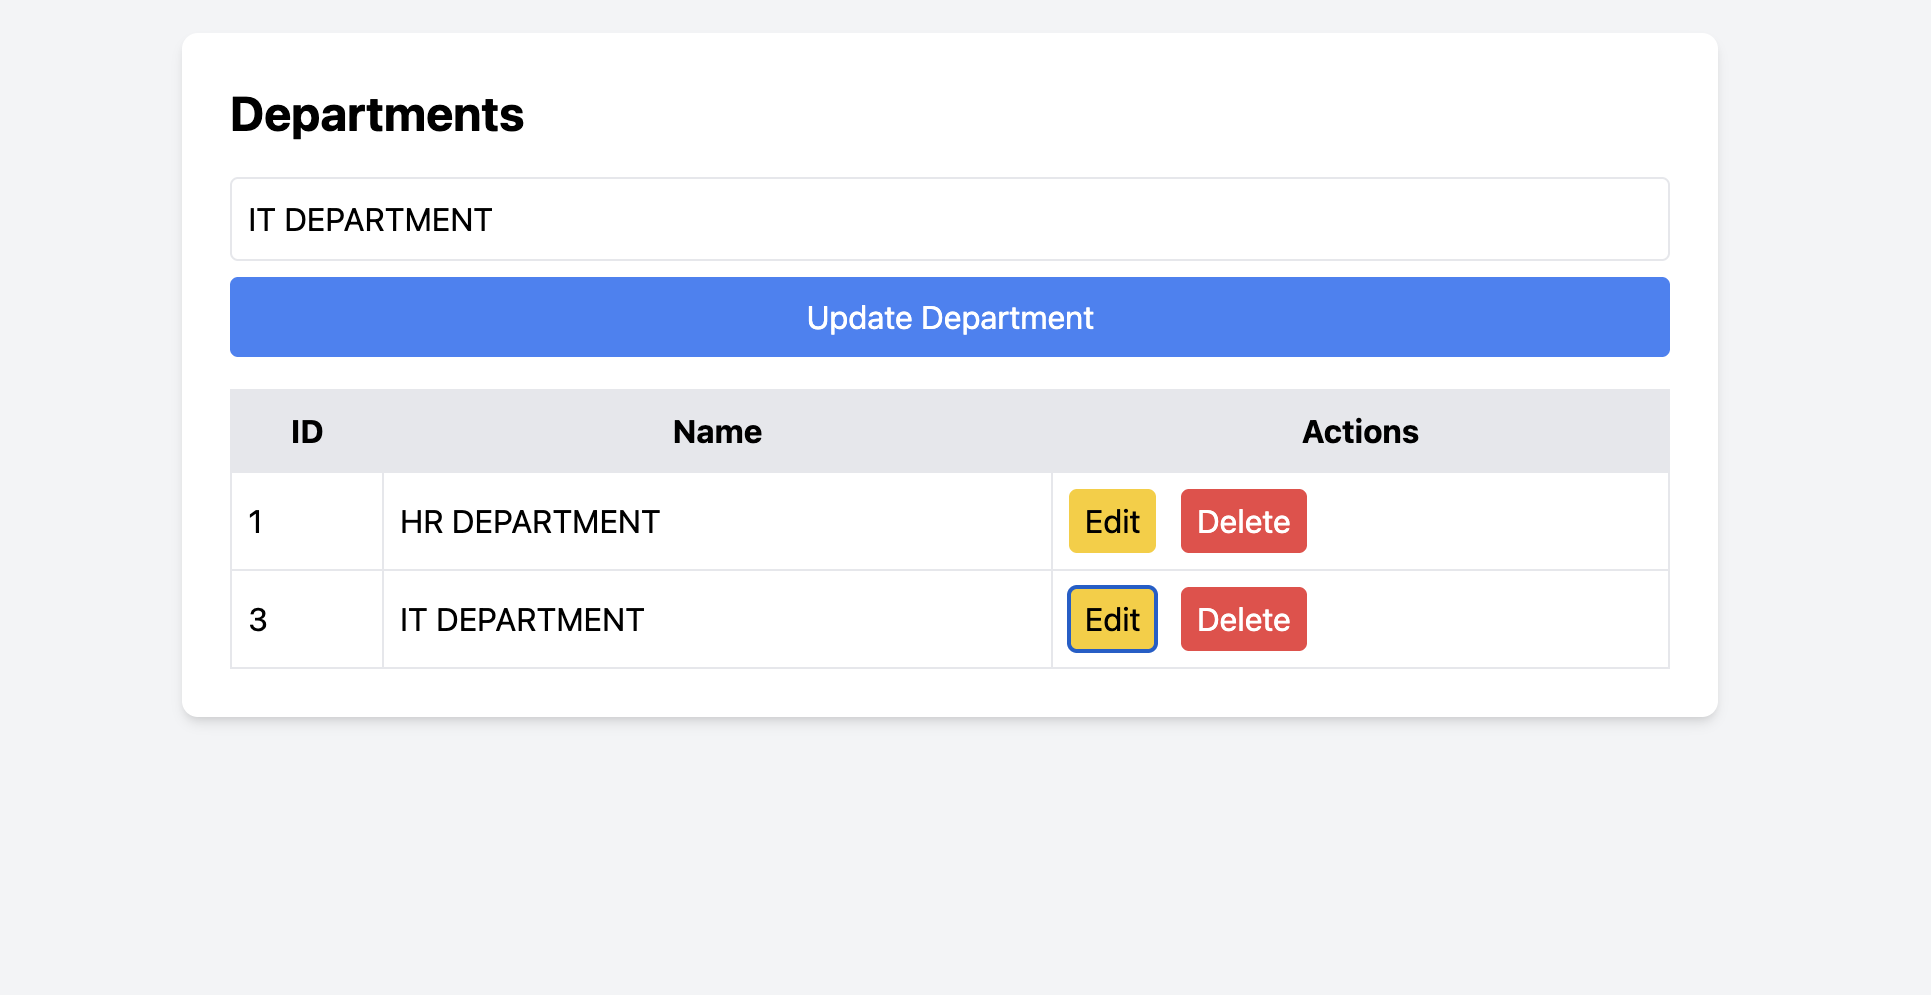 Departments
IT DEPARTMENT
Update Department
ID Name Actions
1 HR DEPARTMENT Edit Delete
3 IT DEPARTMENT Edit Delete